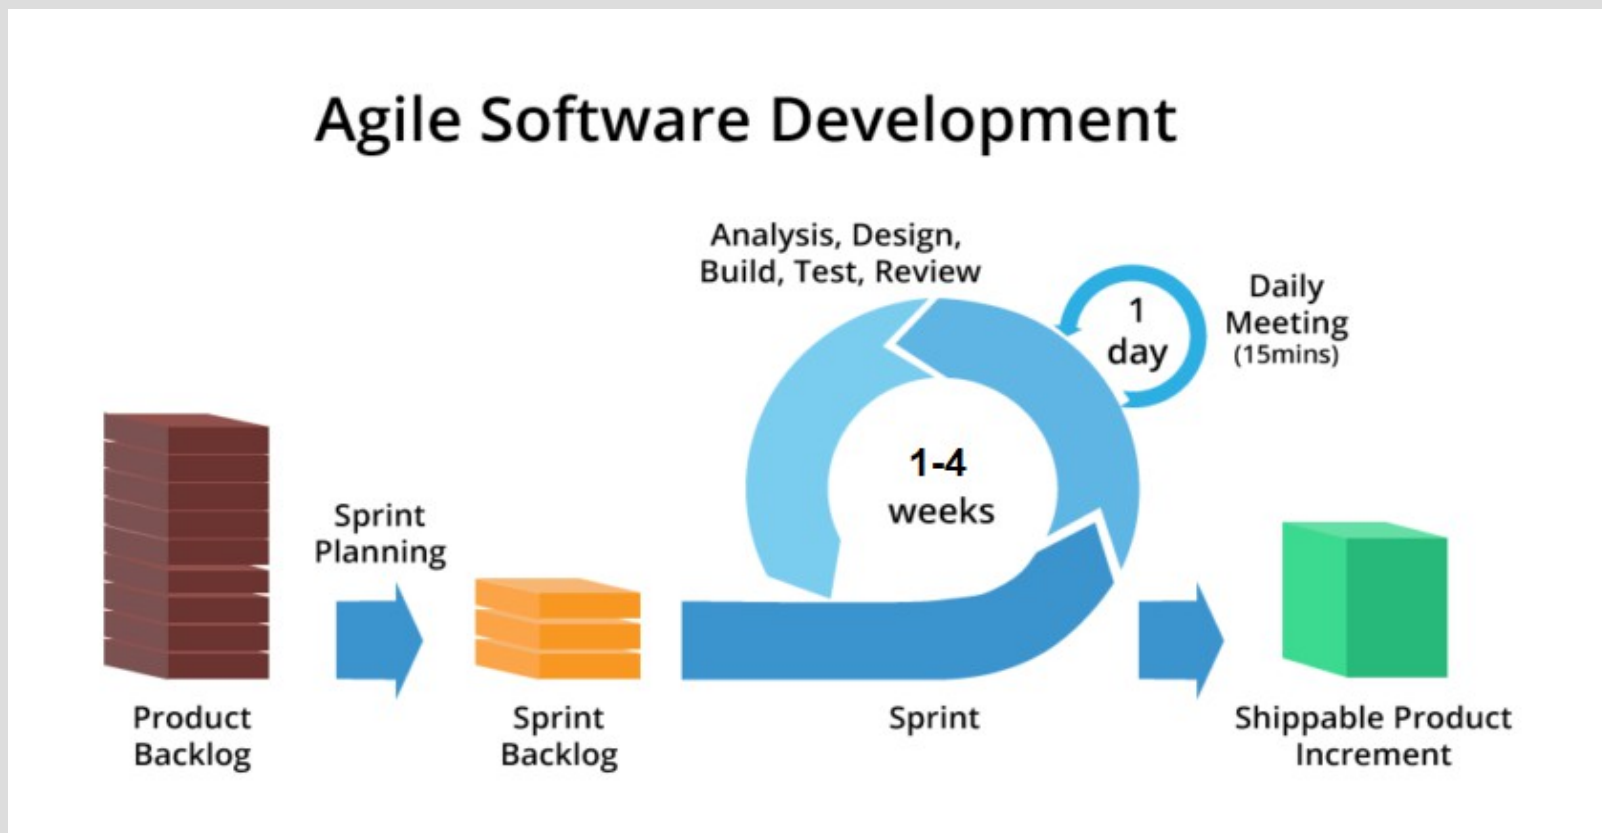 Agile Software Development
Analysis, Design,
Build, Test, Review
1
day
Daily
Meeting
(15mins)
1-4
weeks
Sprint
Planning
Product
Backlog
Sprint
Backlog
Sprint
Shippable Product
Increment